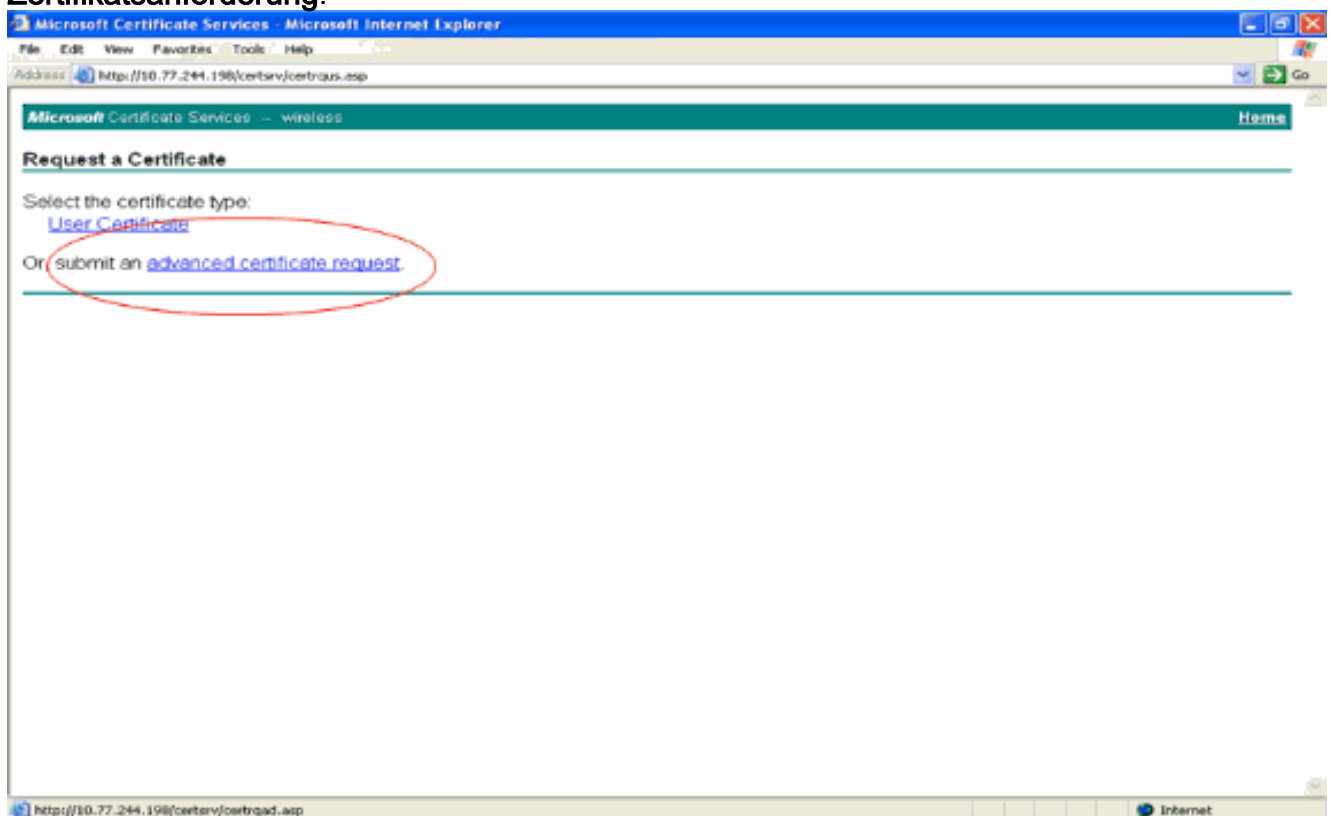 Zertifikatsanforderung.
Microsoft Certificate Services - Microsoft Internet Explorer
File Edit View Favorites Tools Help
Address http://10.77.244.198/certsrv/certrqus.asp Go
Microsoft Certificate Services -- wireless Home
Request a Certificate
Select the certificate type:
User Certificate
Or, submit an advanced certificate request.
http://10.77.244.198/certsrv/certrqad.asp Internet